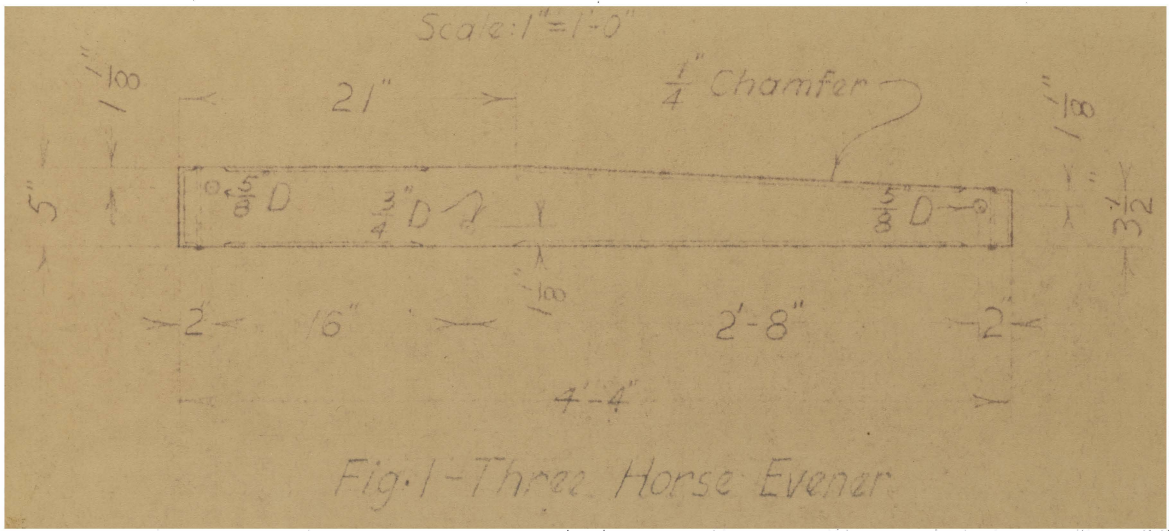 Scale: 1"=1'-0"
21"
1/4" Chamfer
1 1/8"
1 1/8"
5"
5/8" D
3/4" D
5/8" D
3 1/2"
1 1/8"
2"
16"
2'-8"
2"
4'-4"
Fig. 1-Three Horse Evener